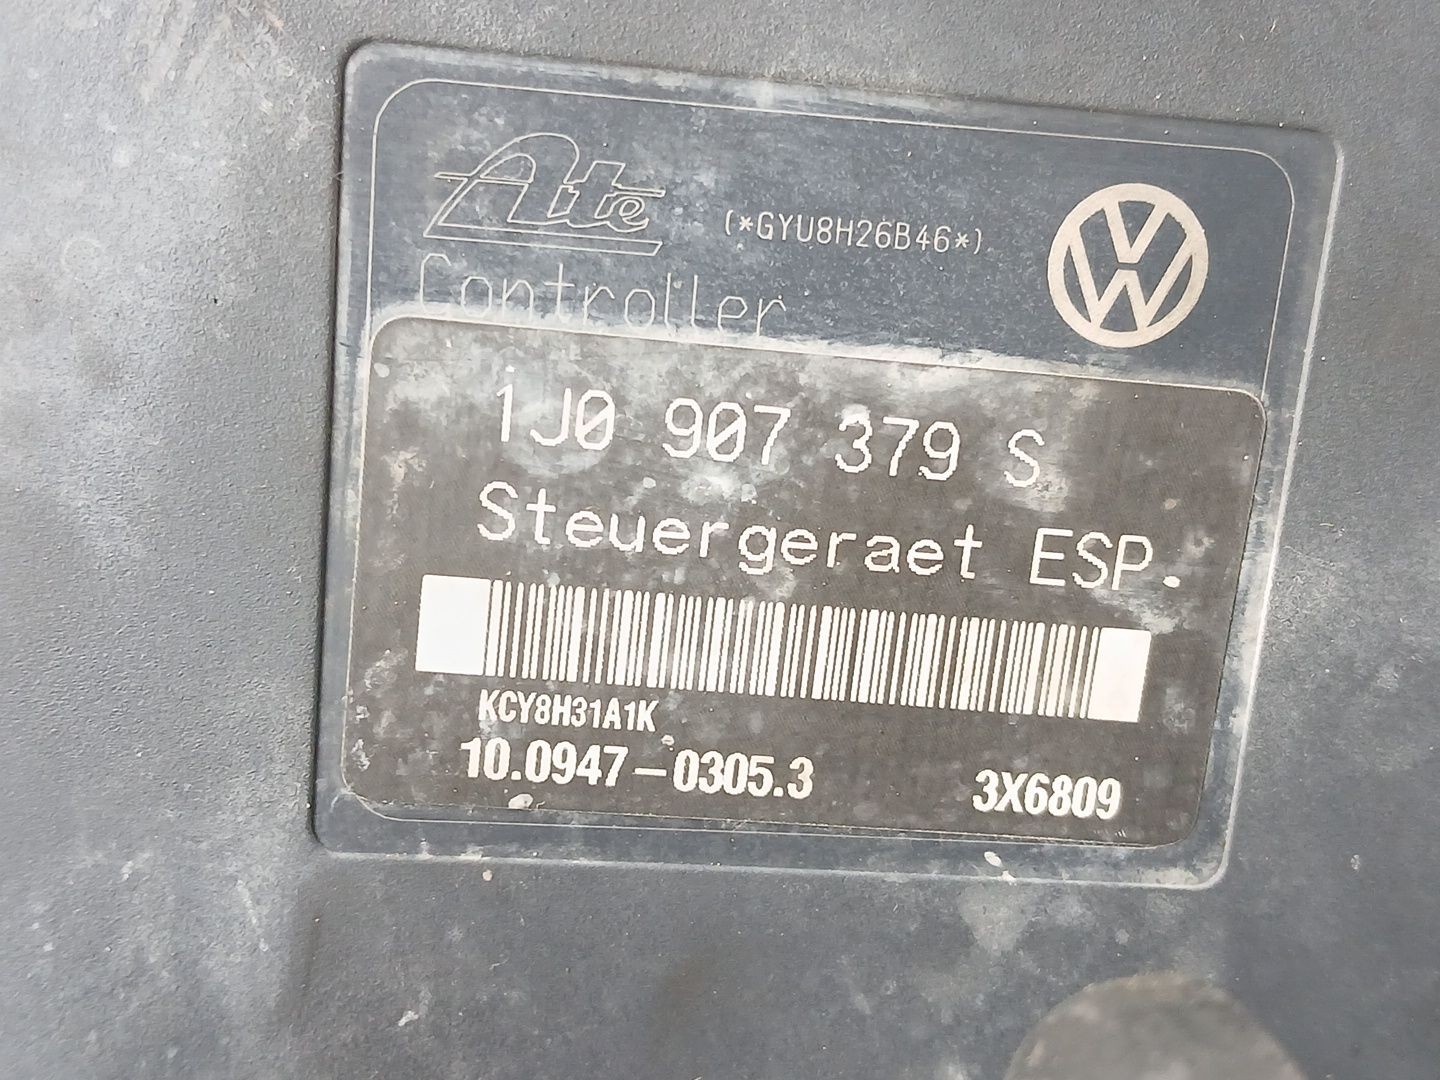 Ate
(*GYU8H26B46*)
Controller
1J0 907 379 S
Steuergeraet ESP.
KCY8H31A1K
10.0947-0305.3 3X6809